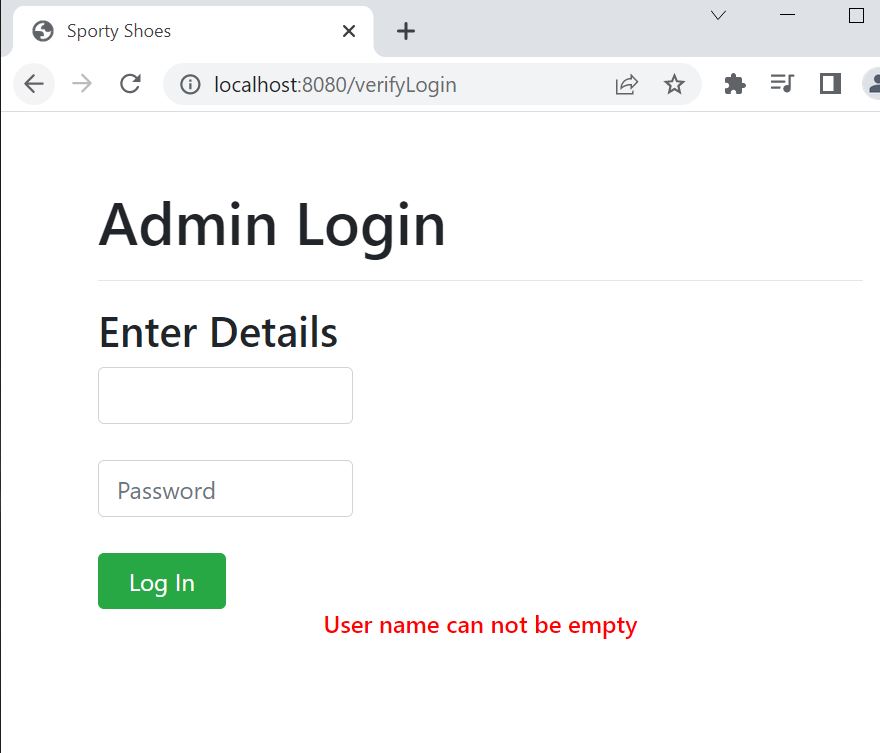 Sporty Shoes
localhost:8080/verifyLogin
Admin Login
Enter Details
Password
Log In
User name can not be empty